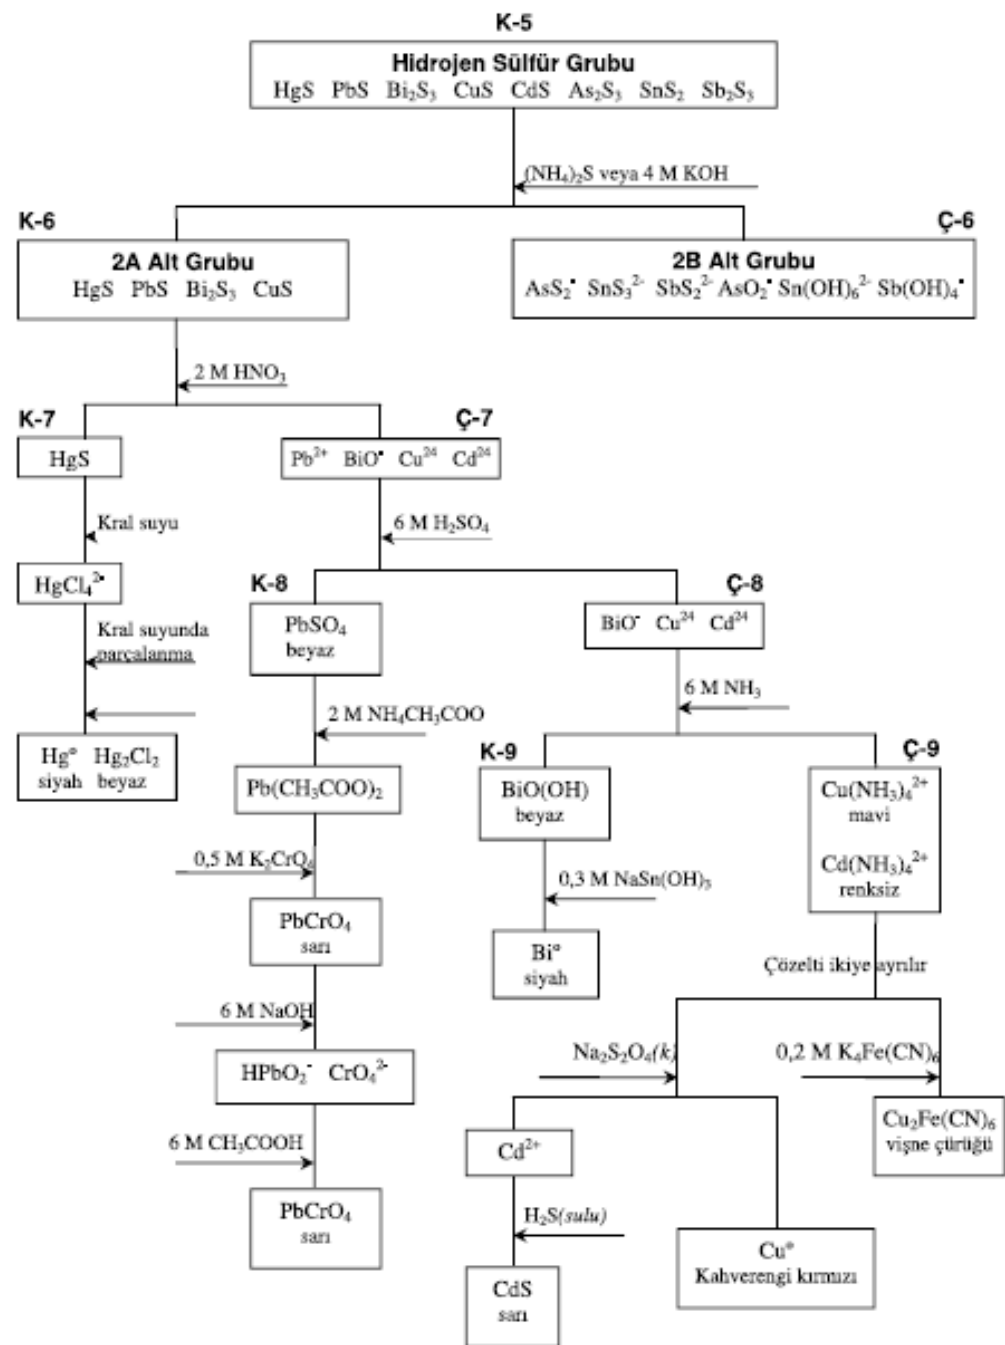 K-5
Hidrojen Sülfür Grubu
HgS PbS Bi₂S₃ CuS CdS As₂S₃ SnS₂ Sb₂S₃
(NH₄)₂S veya 4 M KOH
K-6
Ç-6
2A Alt Grubu
HgS PbS Bi₂S₃ CuS
2B Alt Grubu
AsS₂⁻ SnS₃²⁻ SbS₂²⁻ AsO₂⁻ Sn(OH)₆²⁻ Sb(OH)₄⁻
2 M HNO₃
K-7
Ç-7
HgS
Pb²⁺ BiO⁺ Cu²⁴ Cd²⁴
Kral suyu
6 M H₂SO₄
HgCl₄²⁻
K-8
Ç-8
PbSO₄
beyaz
BiO⁺ Cu²⁴ Cd²⁴
Kral suyunda
parçalanma
6 M NH₃
2 M NH₄CH₃COO
Hg° Hg₂Cl₂
siyah beyaz
K-9
Ç-9
Pb(CH₃COO)₂
BiO(OH)
beyaz
Cu(NH₃)₄²⁺
mavi
Cd(NH₃)₄²⁺
renksiz
0,5 M K₂CrO₄
0,3 M NaSn(OH)₃
PbCrO₄
sarı
Bi°
siyah
Çözelti ikiye ayrılır
6 M NaOH
Na₂S₂O₄(k)
0,2 M K₄Fe(CN)₆
HPbO₂⁻ CrO₄²⁻
Cu₂Fe(CN)₆
vişne çürüğü
6 M CH₃COOH
Cd²⁺
PbCrO₄
sarı
H₂S(sulu)
Cu°
Kahverengi kırmızı
CdS
sarı